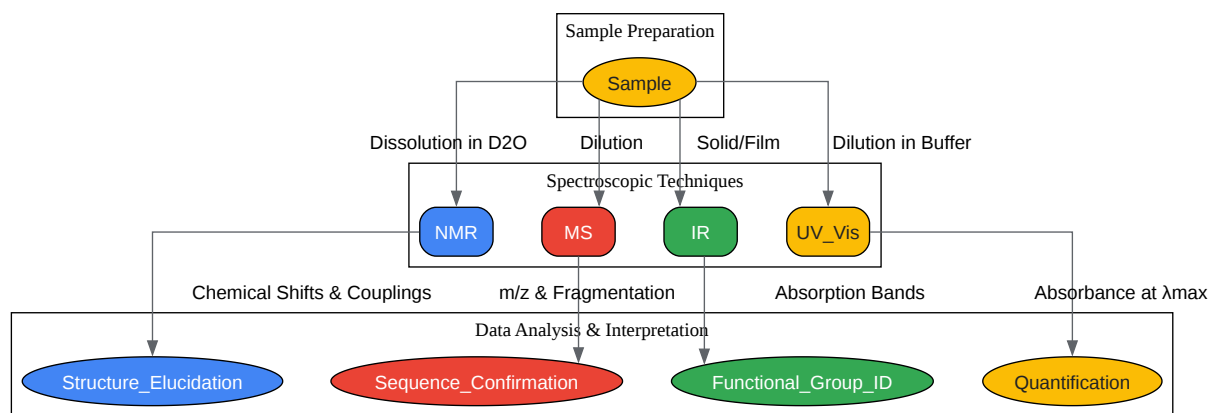 Sample Preparation
Sample
Dissolution in D2O
Dilution
Solid/Film
Dilution in Buffer
Spectroscopic Techniques
NMR
MS
IR
UV_Vis
Chemical Shifts & Couplings
m/z & Fragmentation
Absorption Bands
Absorbance at λmax
Data Analysis & Interpretation
Structure_Elucidation
Sequence_Confirmation
Functional_Group_ID
Quantification